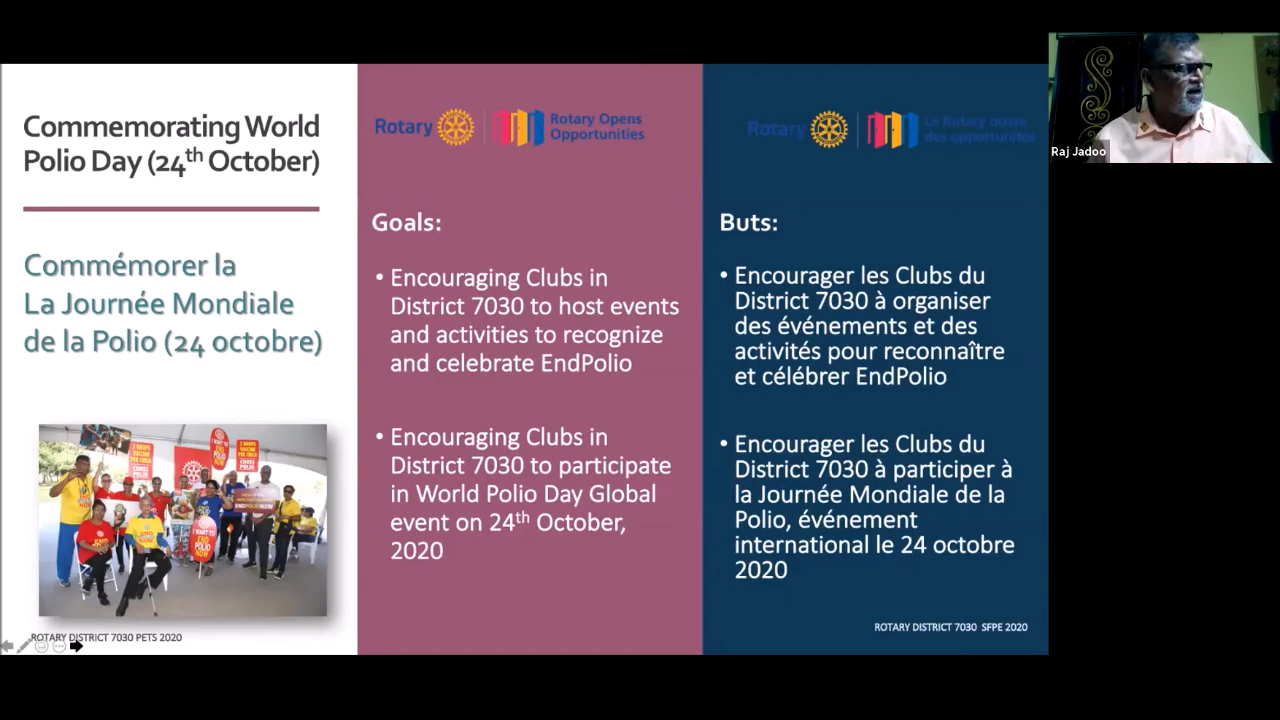 Commemorating World
Polio Day (24th October)
Commémorer la
La Journée Mondiale
de la Polio (24 octobre)
ROTARY DISTRICT 7030 PETS 2020
Rotary
Rotary Opens
Opportunities
Goals:
• Encouraging Clubs in
District 7030 to host events
and activities to recognize
and celebrate EndPolio
• Encouraging Clubs in
District 7030 to participate
in World Polio Day Global
event on 24th October,
2020
Rotary
Le Rotary ouvre
des opportunités
Buts:
• Encourager les Clubs du
District 7030 à organiser
des événements et des
activités pour reconnaître
et célébrer EndPolio
• Encourager les Clubs du
District 7030 à participer à
la Journée Mondiale de la
Polio, événement
international le 24 octobre
2020
ROTARY DISTRICT 7030 SFPE 2020
Raj Jadoo